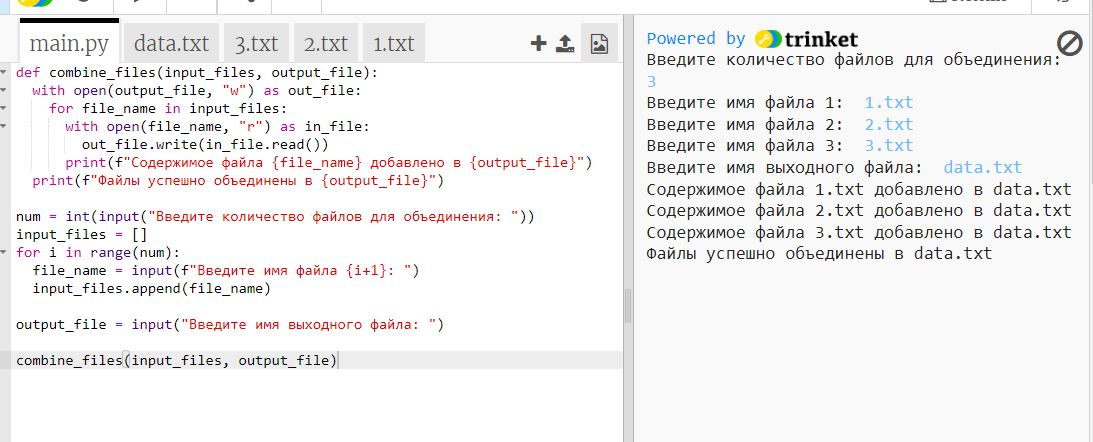 main.py data.txt 3.txt 2.txt 1.txt
def combine_files(input_files, output_file):
  with open(output_file, "w") as out_file:
    for file_name in input_files:
      with open(file_name, "r") as in_file:
        out_file.write(in_file.read())
      print(f"Содержимое файла {file_name} добавлено в {output_file}")
  print(f"Файлы успешно объединены в {output_file}")
num = int(input("Введите количество файлов для объединения: "))
input_files = []
for i in range(num):
  file_name = input(f"Введите имя файла {i+1}: ")
  input_files.append(file_name)
output_file = input("Введите имя выходного файла: ")
combine_files(input_files, output_file)
Powered by trinket
Введите количество файлов для объединения:
3
Введите имя файла 1:  1.txt
Введите имя файла 2:  2.txt
Введите имя файла 3:  3.txt
Введите имя выходного файла:  data.txt
Содержимое файла 1.txt добавлено в data.txt
Содержимое файла 2.txt добавлено в data.txt
Содержимое файла 3.txt добавлено в data.txt
Файлы успешно объединены в data.txt